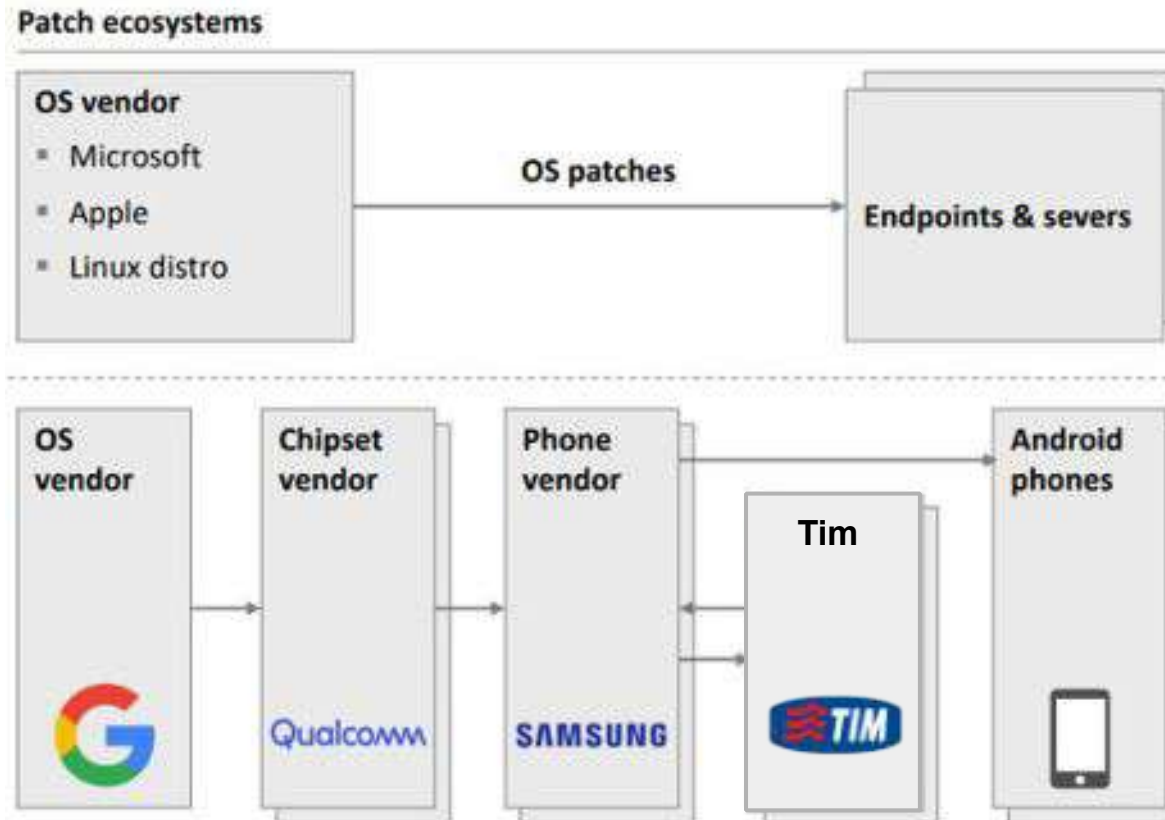 Patch ecosystems
OS vendor
Microsoft
Apple
Linux distro
OS patches
Endpoints & severs
OS
vendor
Chipset
vendor
Qualcomm
Phone
vendor
SAMSUNG
Tim
TIM
Android
phones